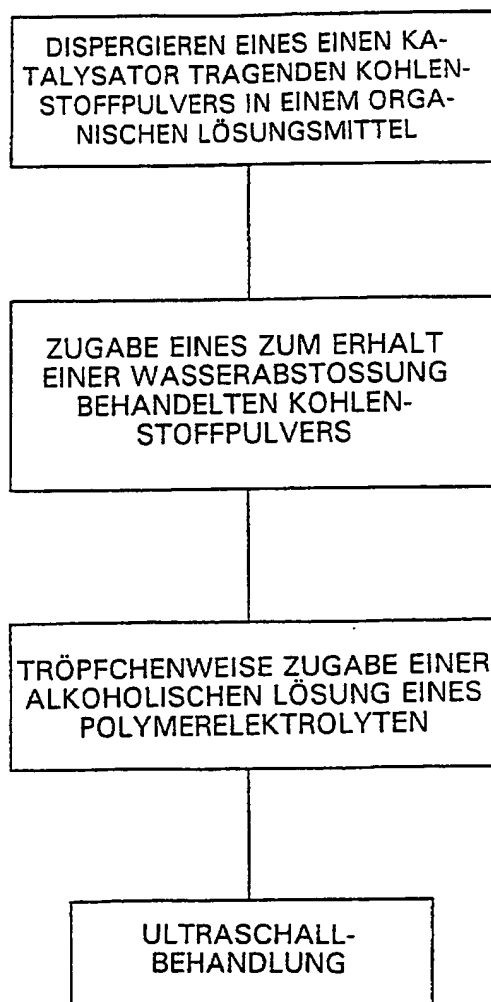 DISPERGIEREN EINES EINEN KA-
TALYSATOR TRAGENDEN KOHLEN-
STOFFPULVERS IN EINEM ORGA-
NISCHEN LÖSUNGSMITTEL
ZUGABE EINES ZUM ERHALT
EINER WASSERABSTOSSUNG
BEHANDELTEN KOHLEN-
STOFFPULVERS
TRÖPFCHENWEISE ZUGABE EINER
ALKOHOLISCHEN LÖSUNG EINES
POLYMERELEKTROLYTEN
ULTRASCHALL-
BEHANDLUNG